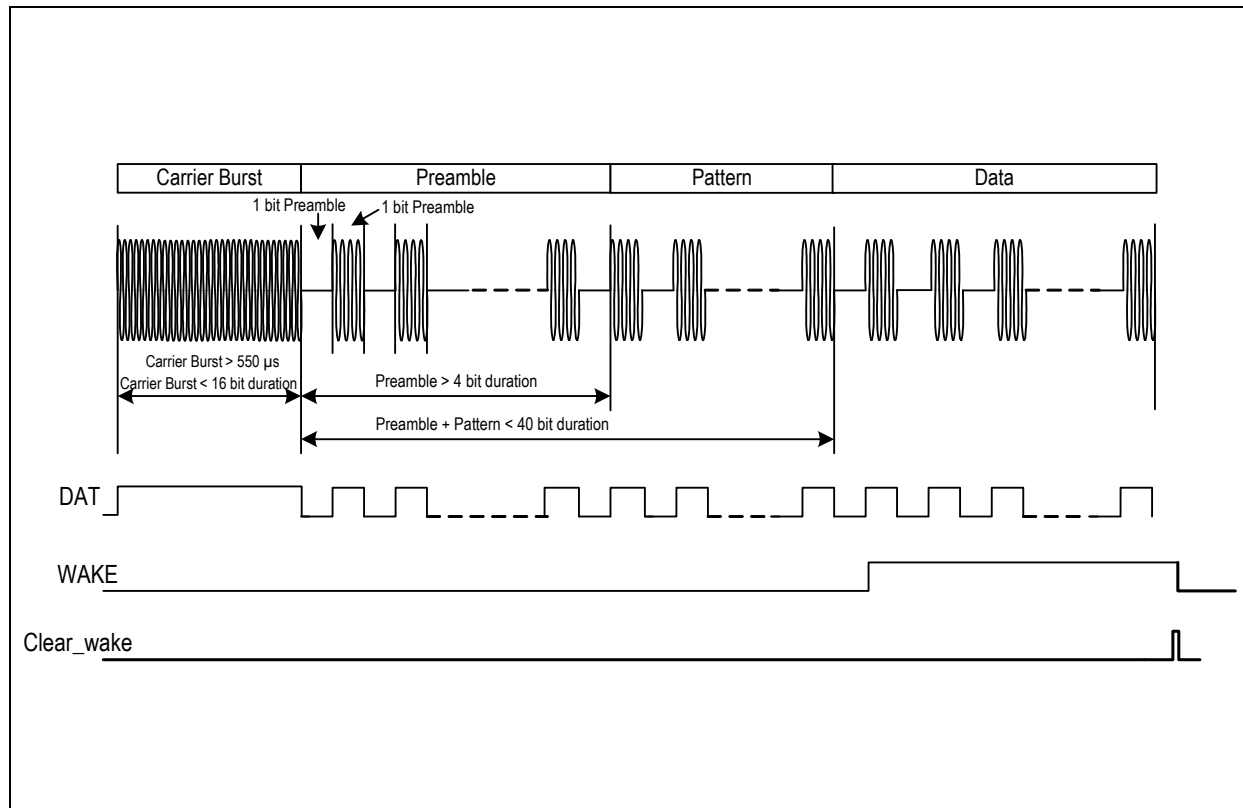 Carrier Burst Preamble Pattern Data
1 bit Preamble
1 bit Preamble
Carrier Burst > 550 µs
Carrier Burst < 16 bit duration
Preamble > 4 bit duration
Preamble + Pattern < 40 bit duration
DAT
WAKE
Clear_wake